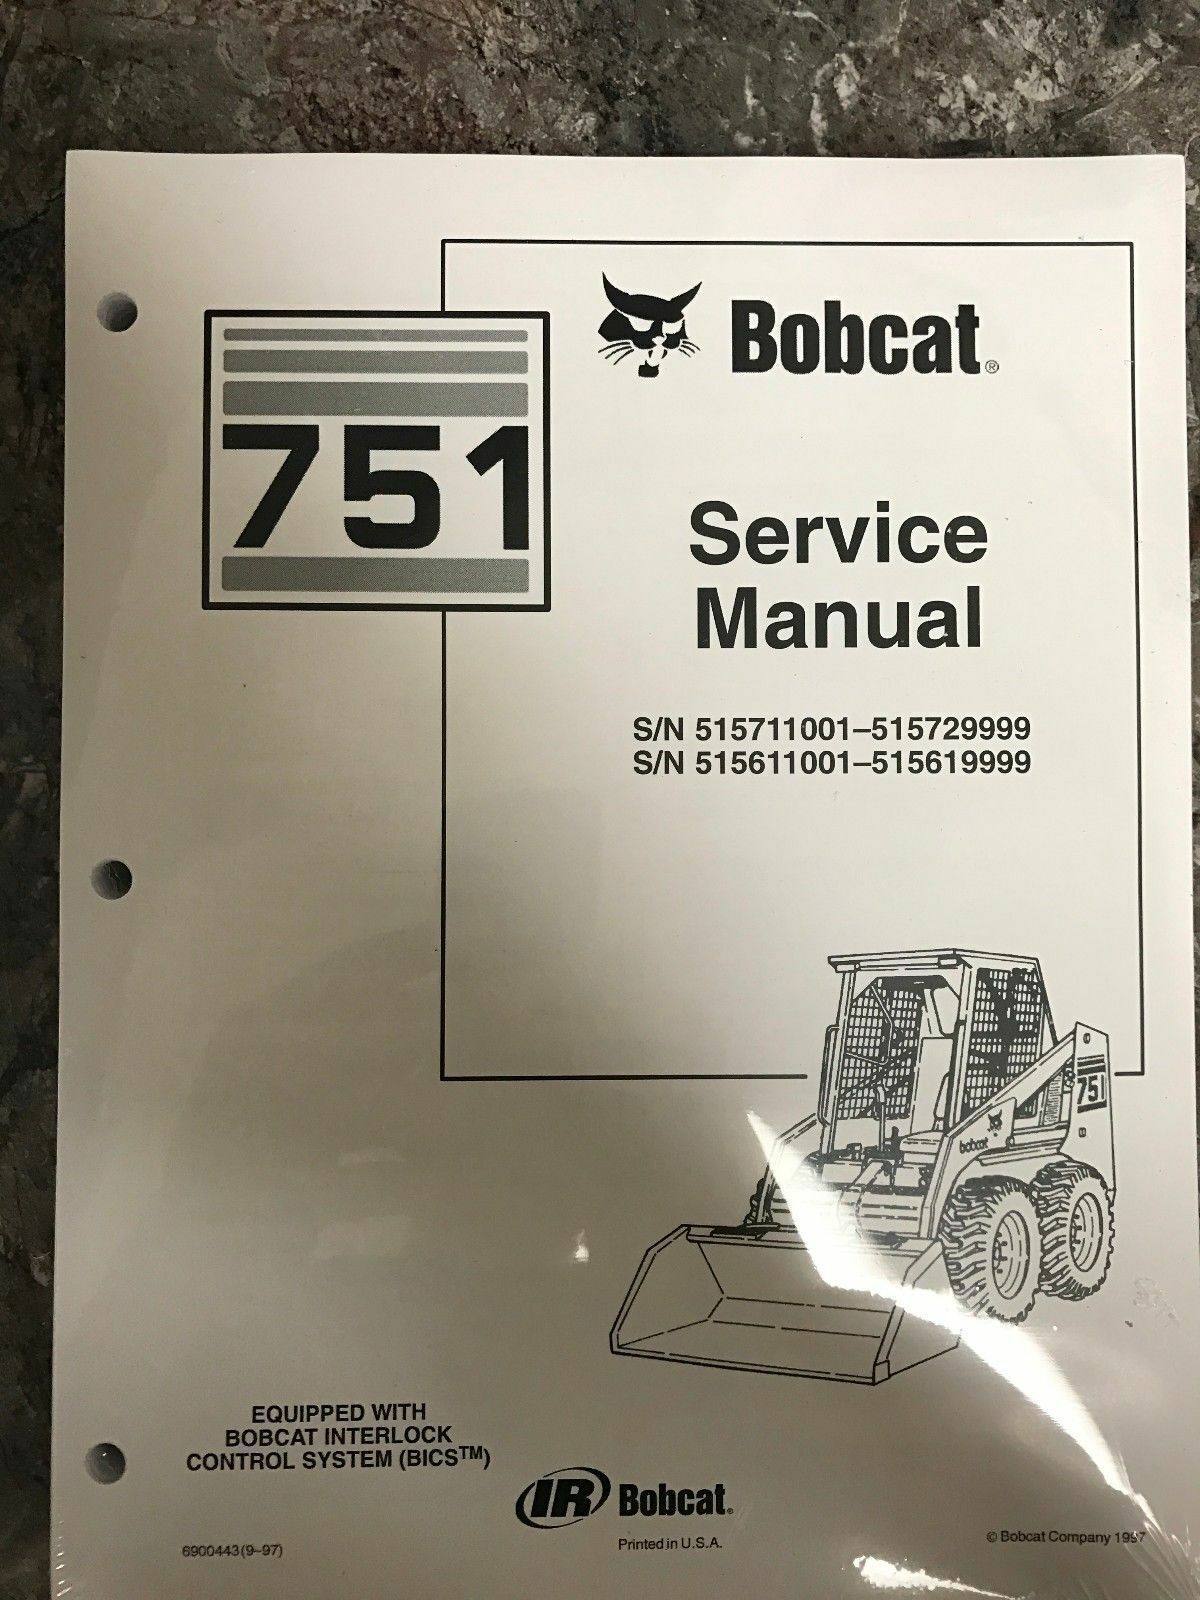 Bobcat®
751
Service
Manual
S/N 515711001–515729999
S/N 515611001–515619999
751
bobcat
EQUIPPED WITH
BOBCAT INTERLOCK
CONTROL SYSTEM (BICS™)
IR Bobcat®
6900443 (9–97)
Printed in U.S.A.
© Bobcat Company 1997